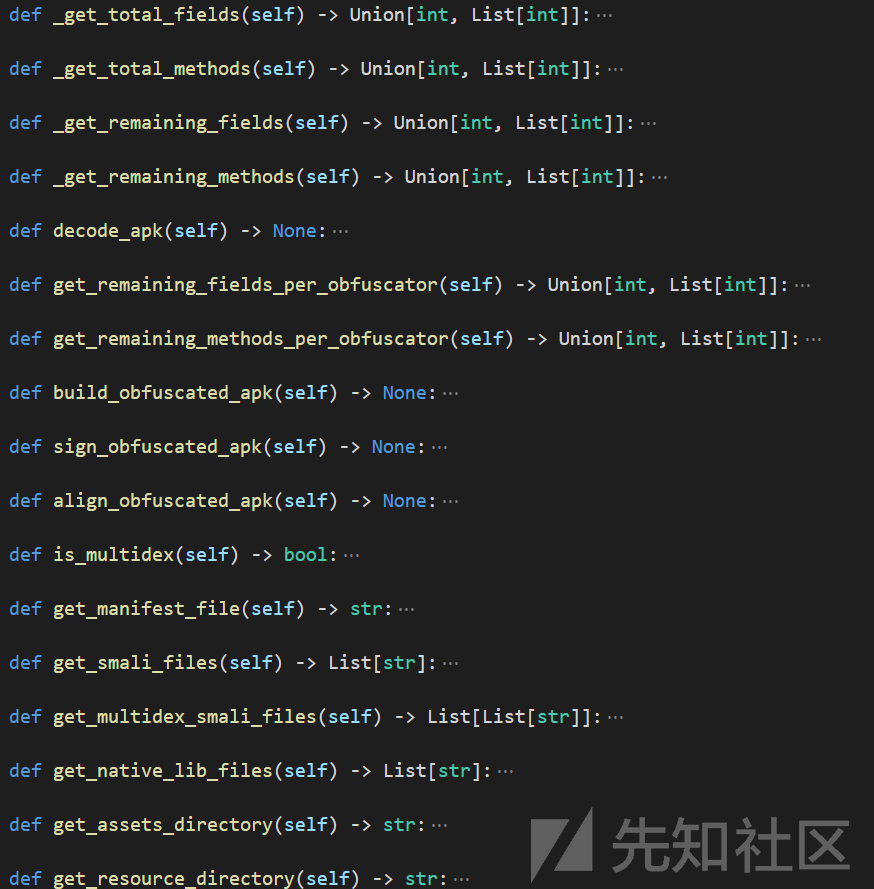 def _get_total_fields(self) -> Union[int, List[int]]:···
def _get_total_methods(self) -> Union[int, List[int]]:···
def _get_remaining_fields(self) -> Union[int, List[int]]:···
def _get_remaining_methods(self) -> Union[int, List[int]]:···
def decode_apk(self) -> None:···
def get_remaining_fields_per_obfuscator(self) -> Union[int, List[int]]:···
def get_remaining_methods_per_obfuscator(self) -> Union[int, List[int]]:···
def build_obfuscated_apk(self) -> None:···
def sign_obfuscated_apk(self) -> None:···
def align_obfuscated_apk(self) -> None:···
def is_multidex(self) -> bool:···
def get_manifest_file(self) -> str:···
def get_smali_files(self) -> List[str]:···
def get_multidex_smali_files(self) -> List[List[str]]:···
def get_native_lib_files(self) -> List[str]:···
def get_assets_directory(self) -> str:···
先知社区
def get_resource_directory(self) -> str:···